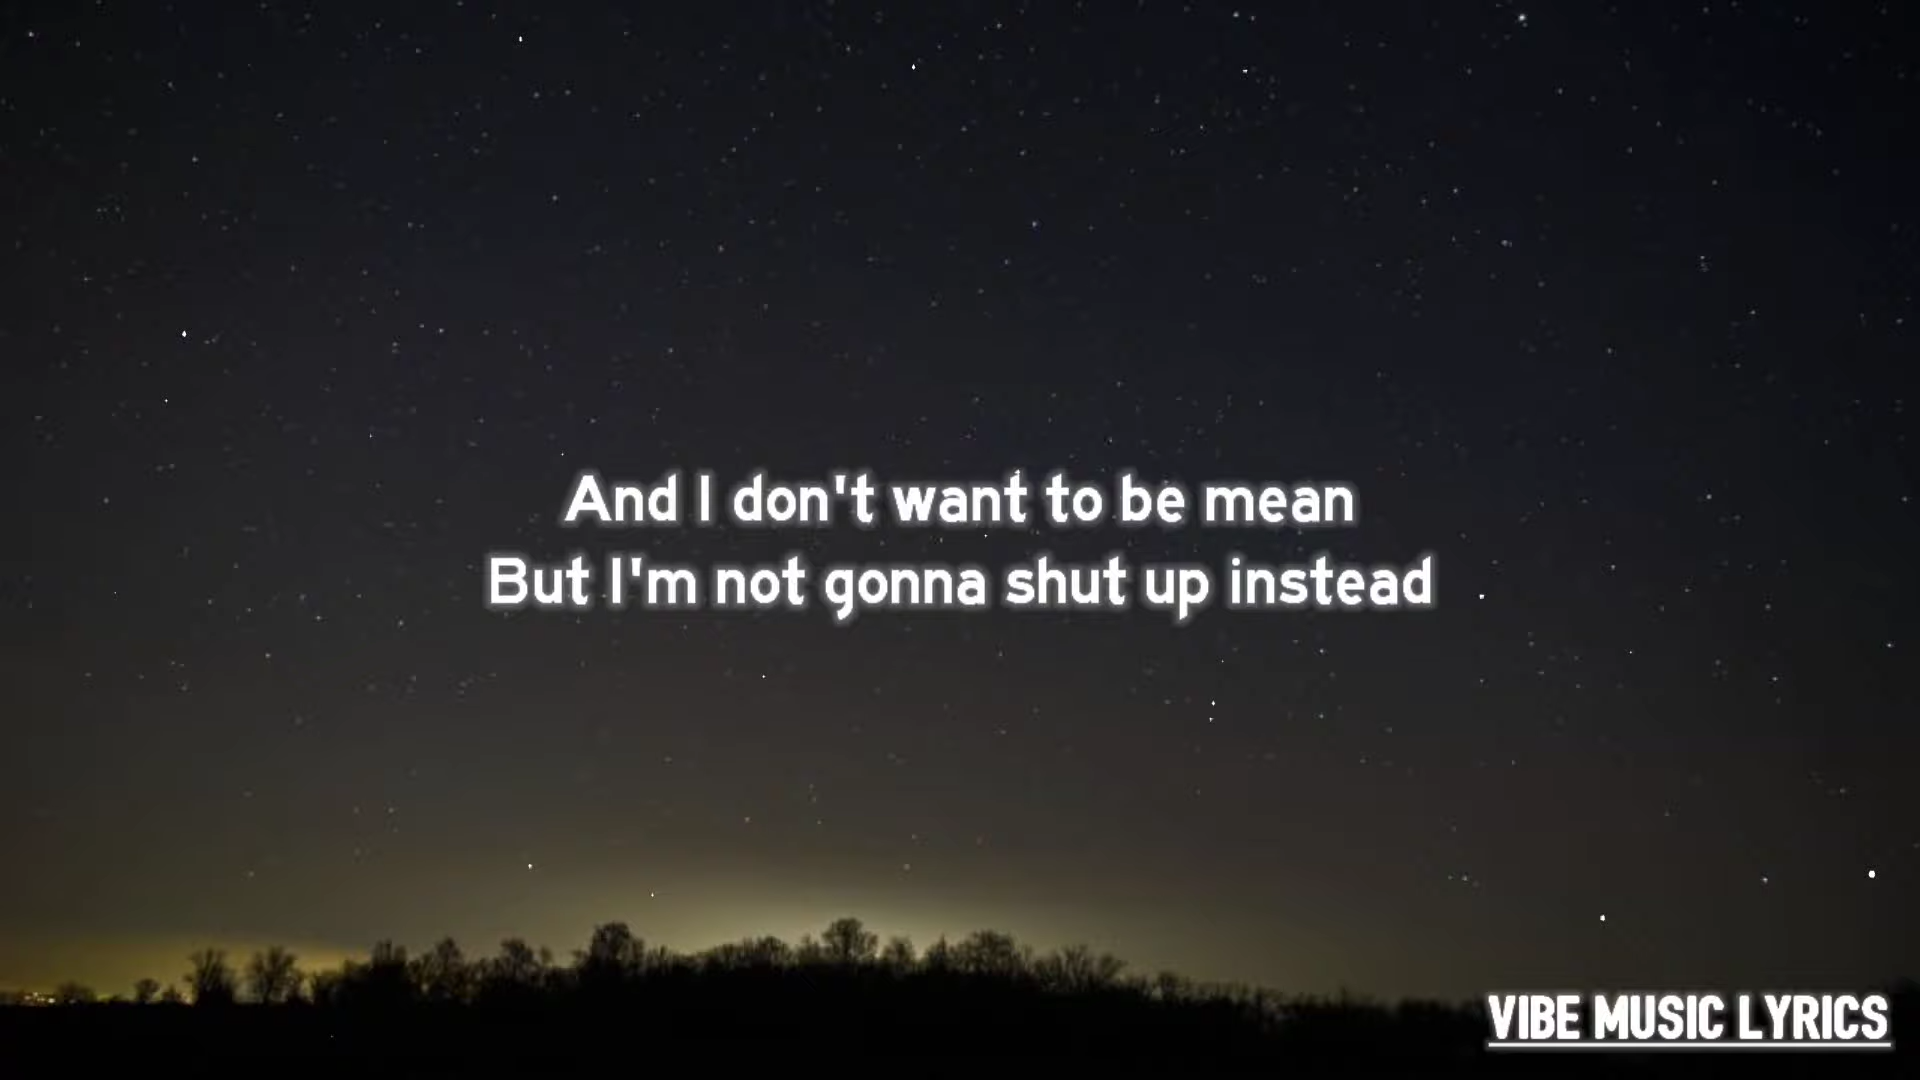 And I don't want to be mean
But I'm not gonna shut up instead
VIBE MUSIC LYRICS